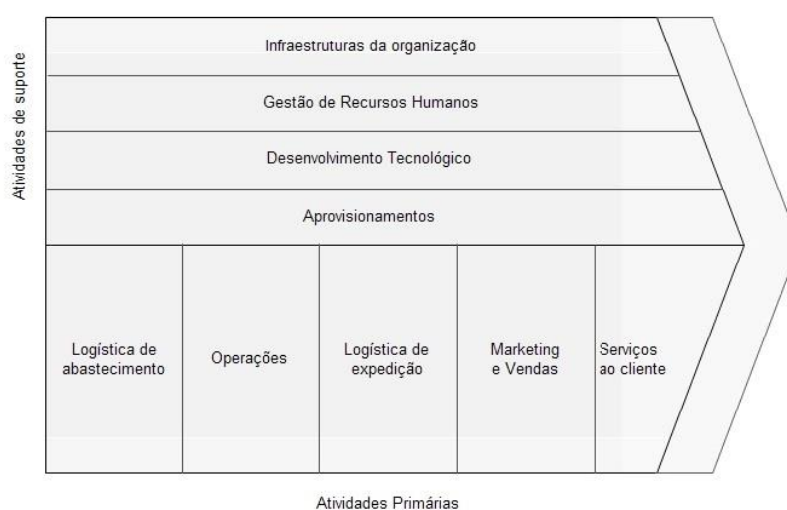 Atividades de suporte
Infraestruturas da organização
Gestão de Recursos Humanos
Desenvolvimento Tecnológico
Aprovisionamentos
Logística de
abastecimento
Operações
Logística de
expedição
Marketing
e Vendas
Serviços
ao cliente
Atividades Primárias